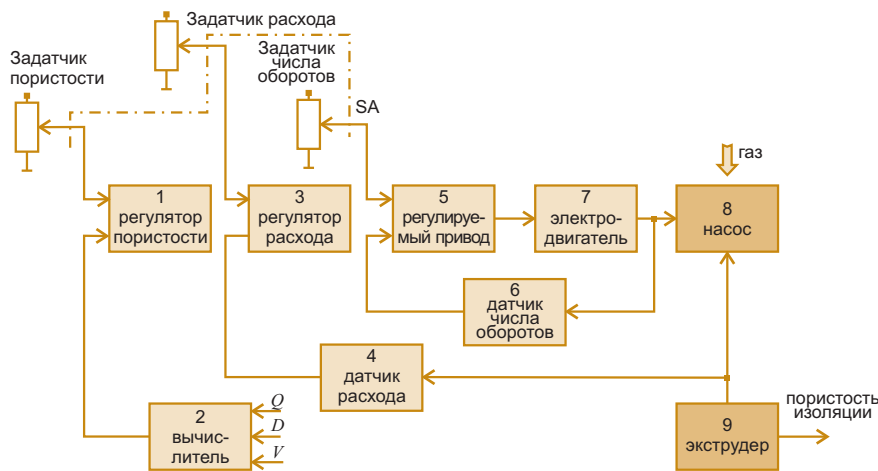 Задатчик расхода
Задатчик
пористости
Задатчик
числа
оборотов
SA
газ
1
регулятор
пористости
3
регулятор
расхода
5
регулируе-
мый привод
7
электро-
двигатель
8
насос
6
датчик
числа
оборотов
4
датчик
расхода
2
вычис-
литель
Q
D
V
9
экструдер
пористость
изоляции